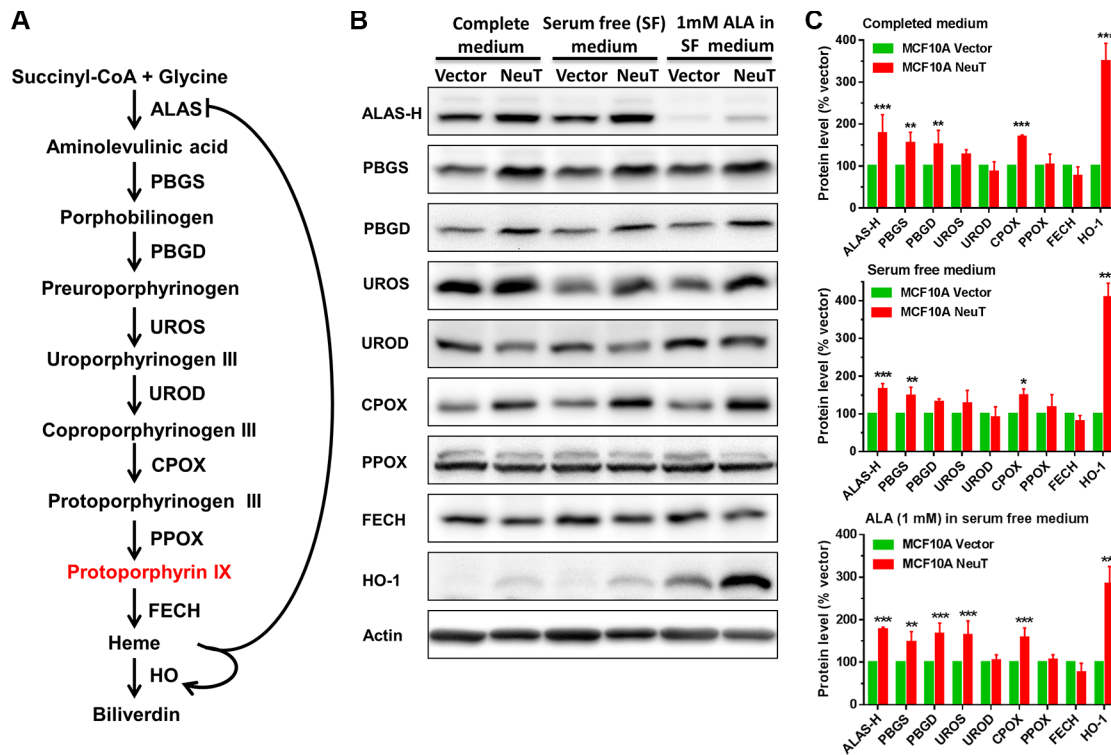 A
Succinyl-CoA + Glycine
ALAS
Aminolevulinic acid
PBGS
Porphobilinogen
PBGD
Preuroporphyrinogen
UROS
Uroporphyrinogen III
UROD
Coproporphyrinogen III
CPOX
Protoporphyrinogen III
PPOX
Protoporphyrin IX
FECH
Heme
HO
Biliverdin
B
Complete medium
Serum free (SF) medium
1mM ALA in SF medium
Vector NeuT Vector NeuT Vector NeuT
ALAS-H
PBGS
PBGD
UROS
UROD
CPOX
PPOX
FECH
HO-1
Actin
C
Completed medium
MCF10A Vector
MCF10A NeuT
Protein level (% vector)
400
300
200
100
0
*** ** ** *** ***
ALAS-H PBGS PBGD UROS UROD CPOX PPOX FECH HO-1
Serum free medium
MCF10A Vector
MCF10A NeuT
Protein level (% vector)
400
300
200
100
0
*** ** * **
ALAS-H PBGS PBGD UROS UROD CPOX PPOX FECH HO-1
ALA (1 mM) in serum free medium
MCF10A Vector
MCF10A NeuT
Protein level (% vector)
400
300
200
100
0
*** ** *** *** *** **
ALAS-H PBGS PBGD UROS UROD CPOX PPOX FECH HO-1